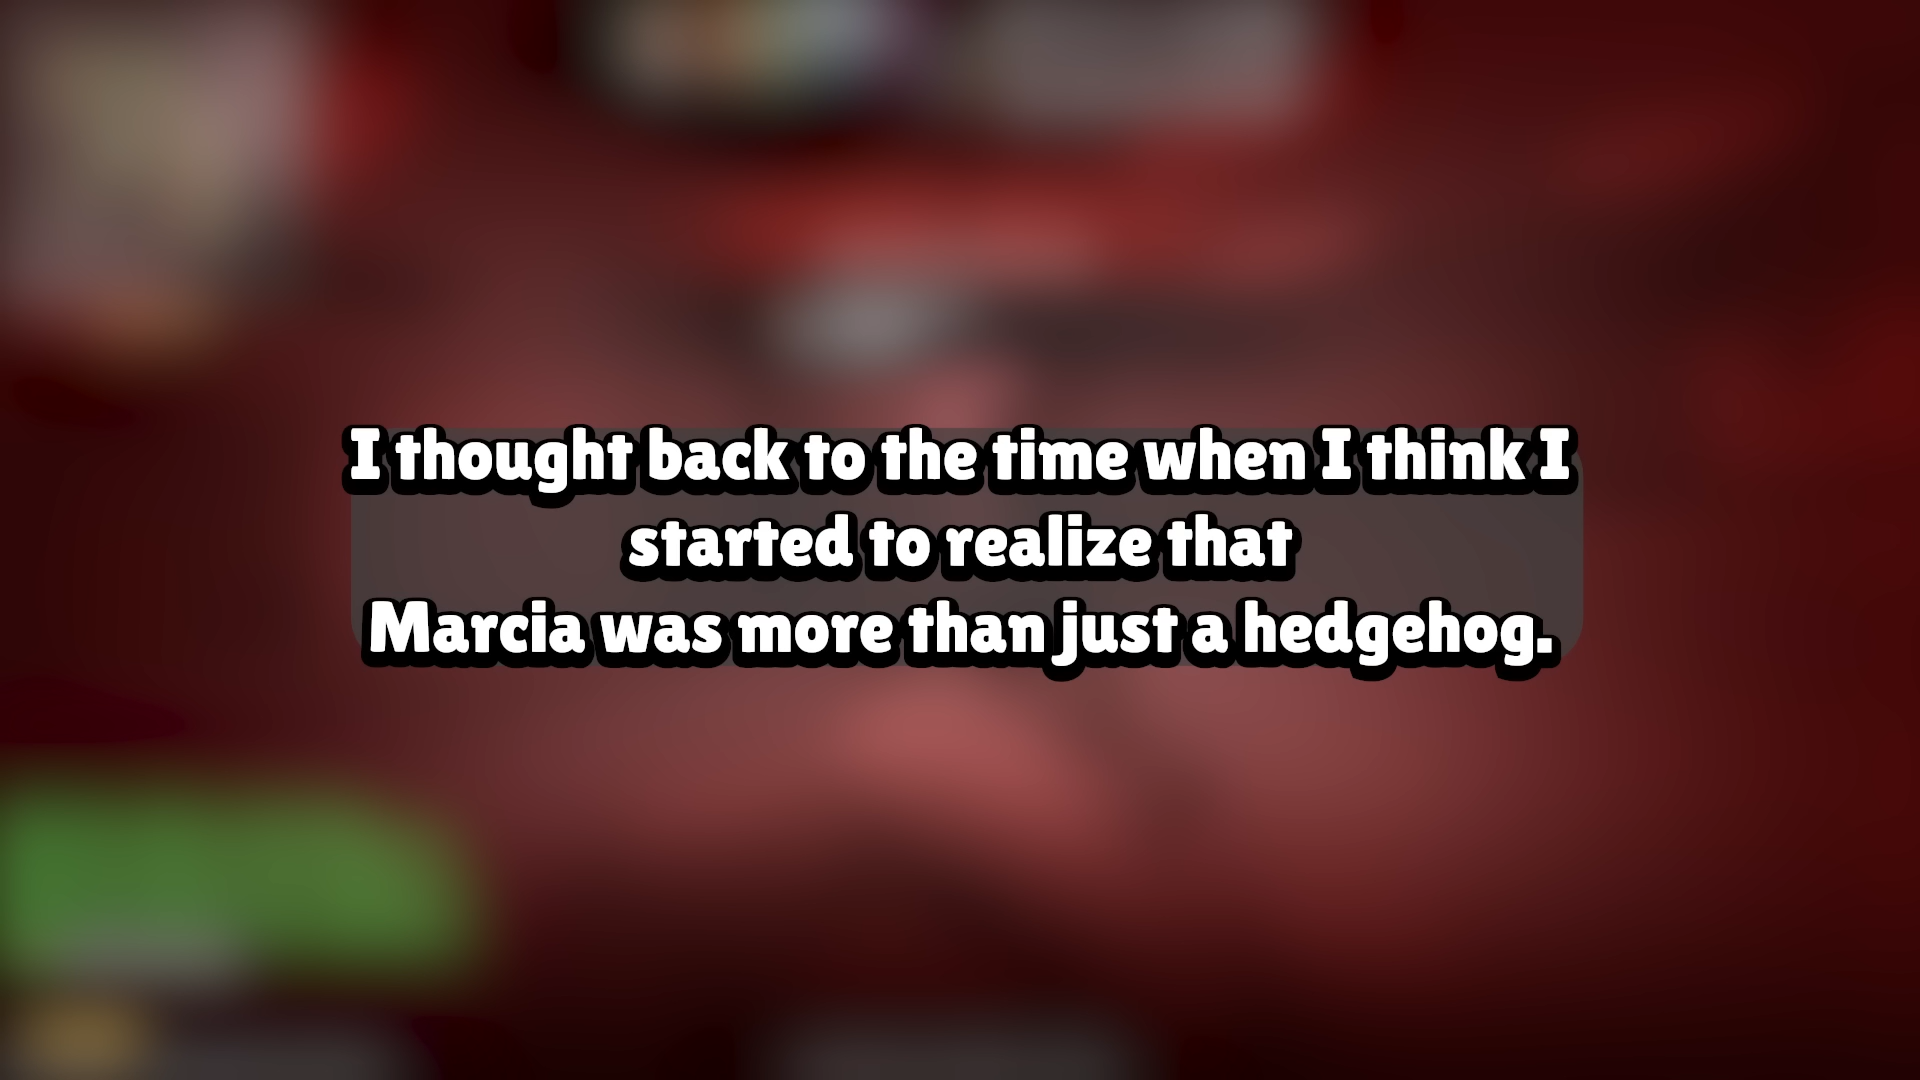 I thought back to the time when I think I
started to realize that
Marcia was more than just a hedgehog.